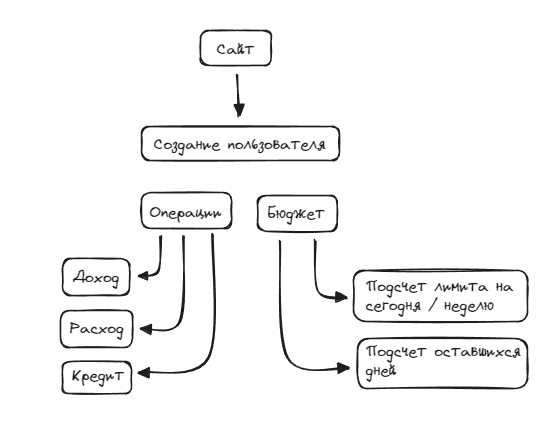 Сайт
Создание пользователя
Операции
Бюджет
Доход
Расход
Кредит
Подсчет лимита на
сегодня / неделю
Подсчет оставшихся
дней